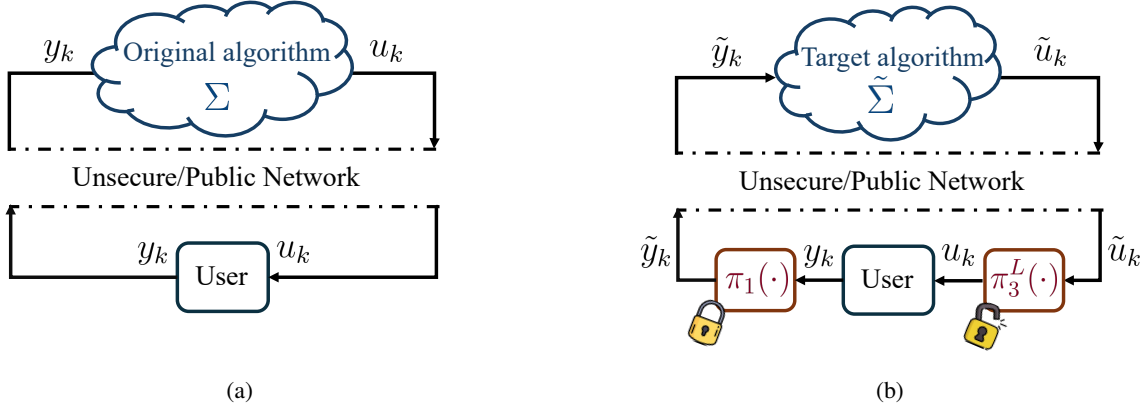 y_k
Original algorithm
u_k
Σ
Unsecure/Public Network
y_k
u_k
User
(a)
ỹ_k
Target algorithm
ũ_k
Σ̃
Unsecure/Public Network
ỹ_k
π_1(·)
y_k
User
u_k
π_3^L(·)
ũ_k
(b)